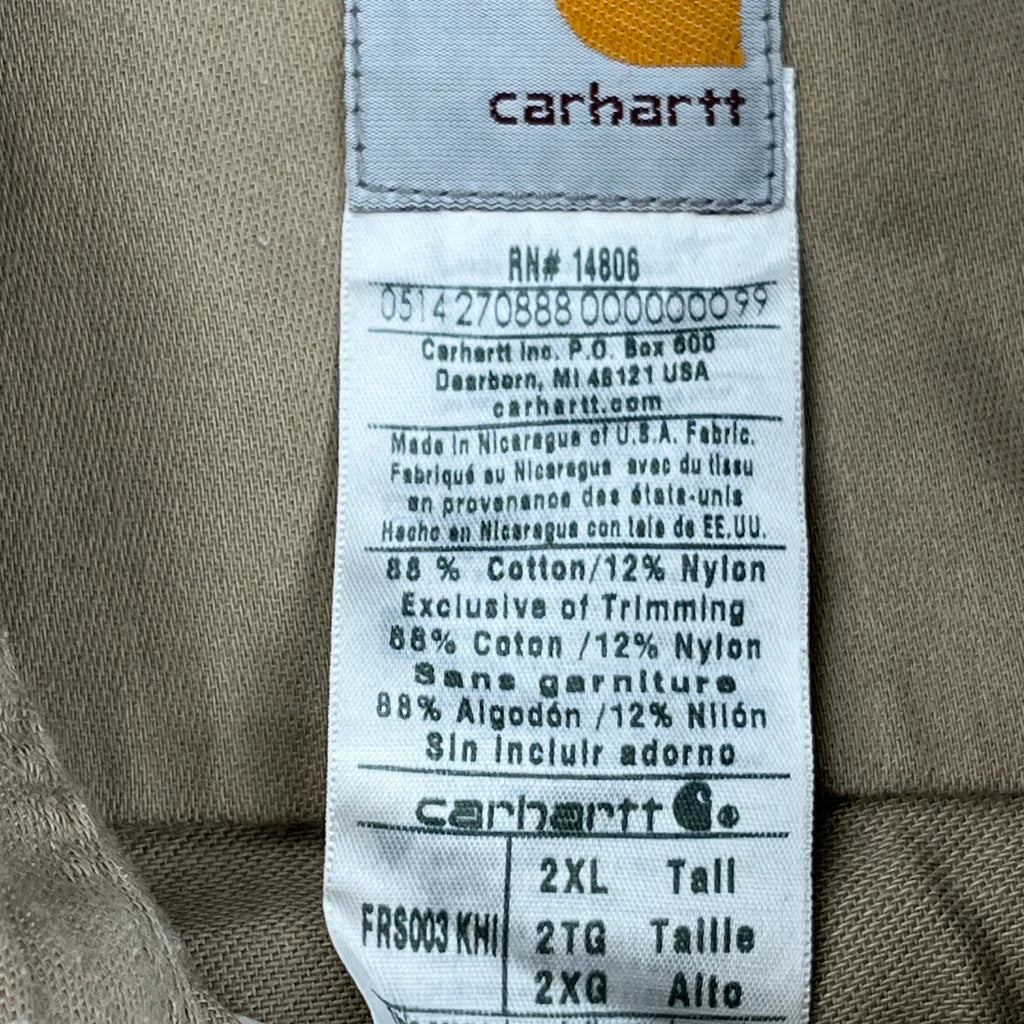 carhartt
RN# 14806
0514 270888 0000000099
Carhartt Inc. P.O. Box 600
Dearborn, MI 48121 USA
carhartt.com
Made in Nicaragua of U.S.A. Fabric.
Fabriqué au Nicaragua avec du tissu
en provenance des états-unis
Hecho en Nicaragua con tela de EE.UU.
88 % Cotton/12% Nylon
Exclusive of Trimming
88% Coton /12% Nylon
Sans garniture
88% Algodón /12% Nilón
Sin incluir adorno
carhartt ®
2XL Tall
FRS003 KHI 2TG Taille
2XG Alto